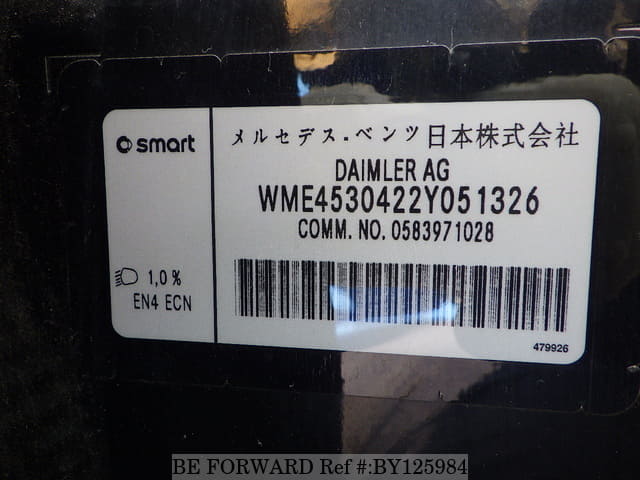 smart
メルセデス・ベンツ日本株式会社
DAIMLER AG
WME4530422Y051326
COMM. NO. 0583971028
1,0 %
EN4 ECN
479926
BE FORWARD Ref #:BY125984